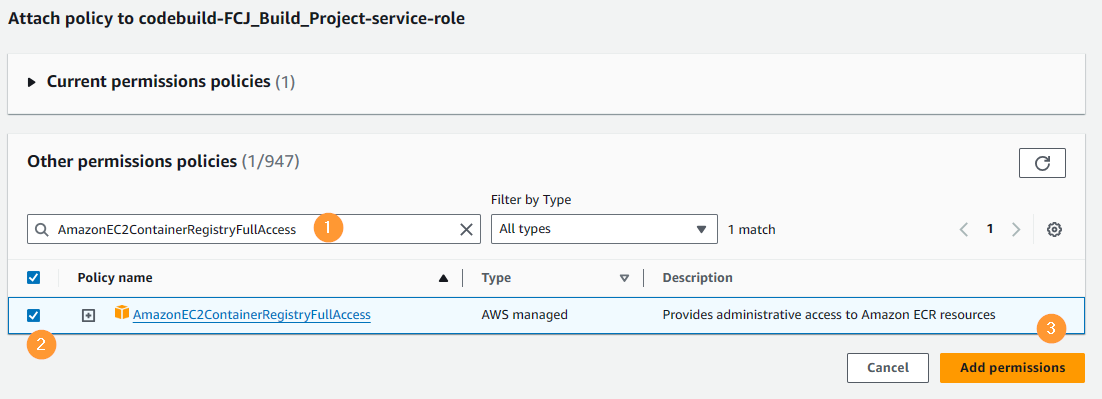 Attach policy to codebuild-FCJ_Build_Project-service-role
Current permissions policies (1)
Other permissions policies (1/947)
Filter by Type
AmazonEC2ContainerRegistryFullAccess 1 All types 1 match 1
Policy name Type Description
AmazonEC2ContainerRegistryFullAccess AWS managed Provides administrative access to Amazon ECR resources
2 3
Cancel Add permissions